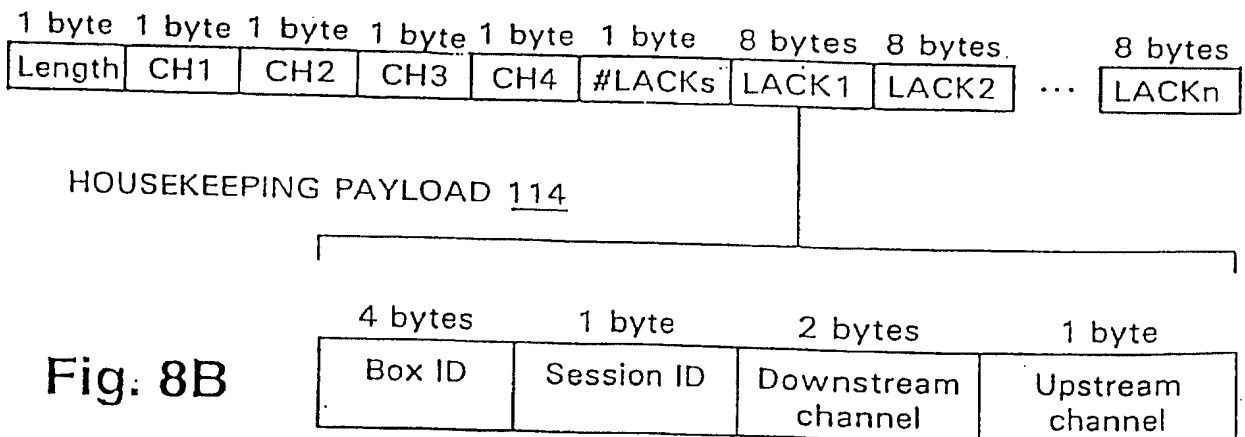 1 byte 1 byte 1 byte 1 byte 1 byte 1 byte 8 bytes 8 bytes 8 bytes
Length CH1 CH2 CH3 CH4 #LACKs LACK1 LACK2 ... LACKn
HOUSEKEEPING PAYLOAD 114
4 bytes 1 byte 2 bytes 1 byte
Box ID Session ID Downstream channel Upstream channel
Fig. 8B